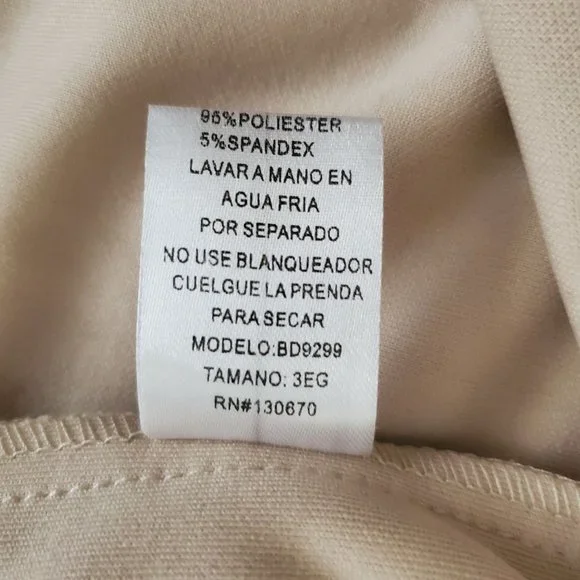 95%POLIESTER
5%SPANDEX
LAVAR A MANO EN
AGUA FRIA
POR SEPARADO
NO USE BLANQUEADOR
CUELGUE LA PRENDA
PARA SECAR
MODELO:BD9299
TAMANO: 3EG
RN#130670